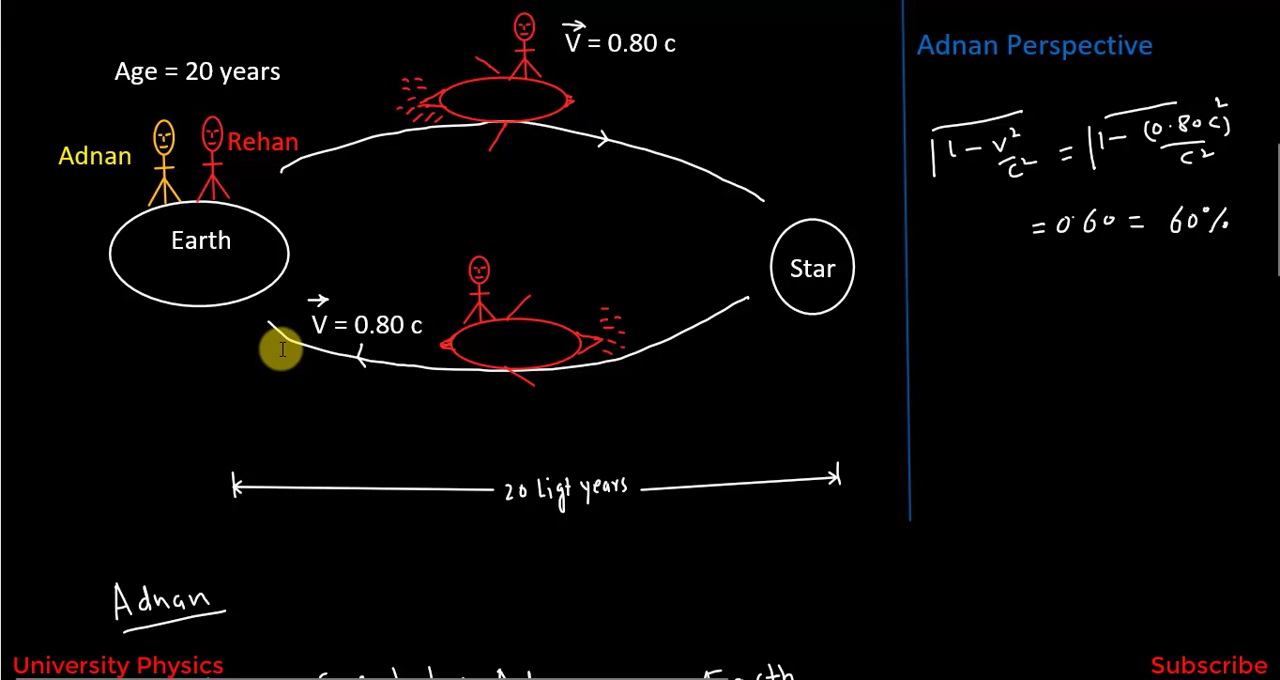 V = 0.80 c
Age = 20 years
Adnan
Rehan
Earth
Star
V = 0.80 c
20 Ligt years
Adnan Perspective
√1 - v²/c² = √1 - (0.80c)²/c²
= 0.60 = 60%
Adnan
University Physics
Subscribe